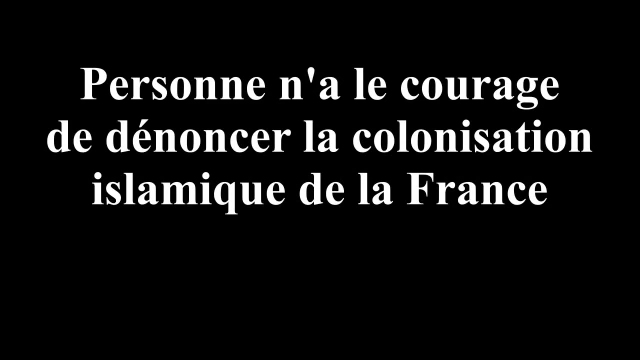 Personne n'a le courage
de dénoncer la colonisation
islamique de la France